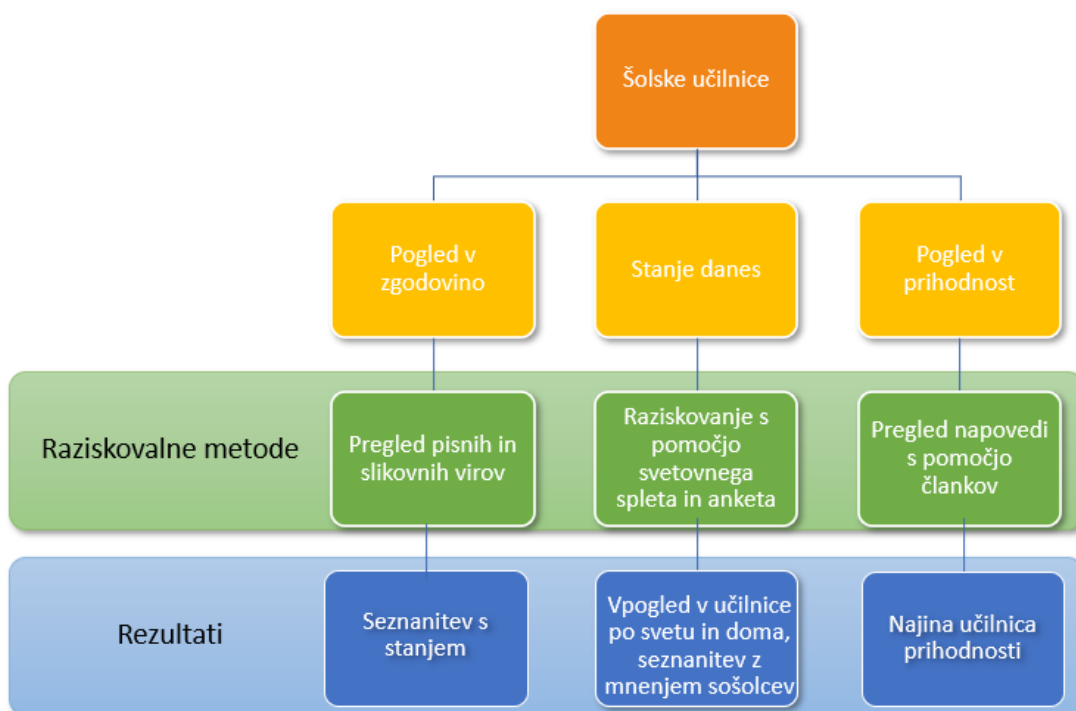 Šolske učilnice
Pogled v
zgodovino
Stanje danes
Pogled v
prihodnost
Raziskovalne metode
Pregled pisnih in
slikovnih virov
Raziskovanje s
pomočjo
svetovnega
spleta in anketa
Pregled napovedi
s pomočjo
člankov
Rezultati
Seznanitev s
stanjem
Vpogled v učilnice
po svetu in doma,
seznanitev z
mnenjem sošolcev
Najina učilnica
prihodnosti